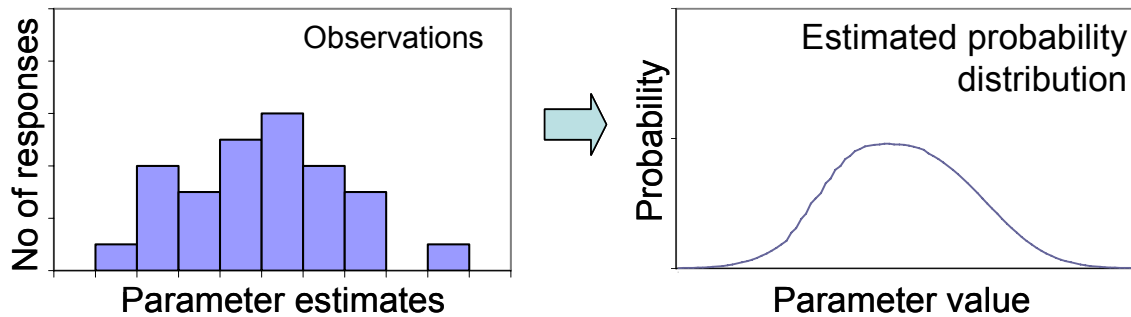 No of responses
Observations
Parameter estimates
Probability
Estimated probability
distribution
Parameter value